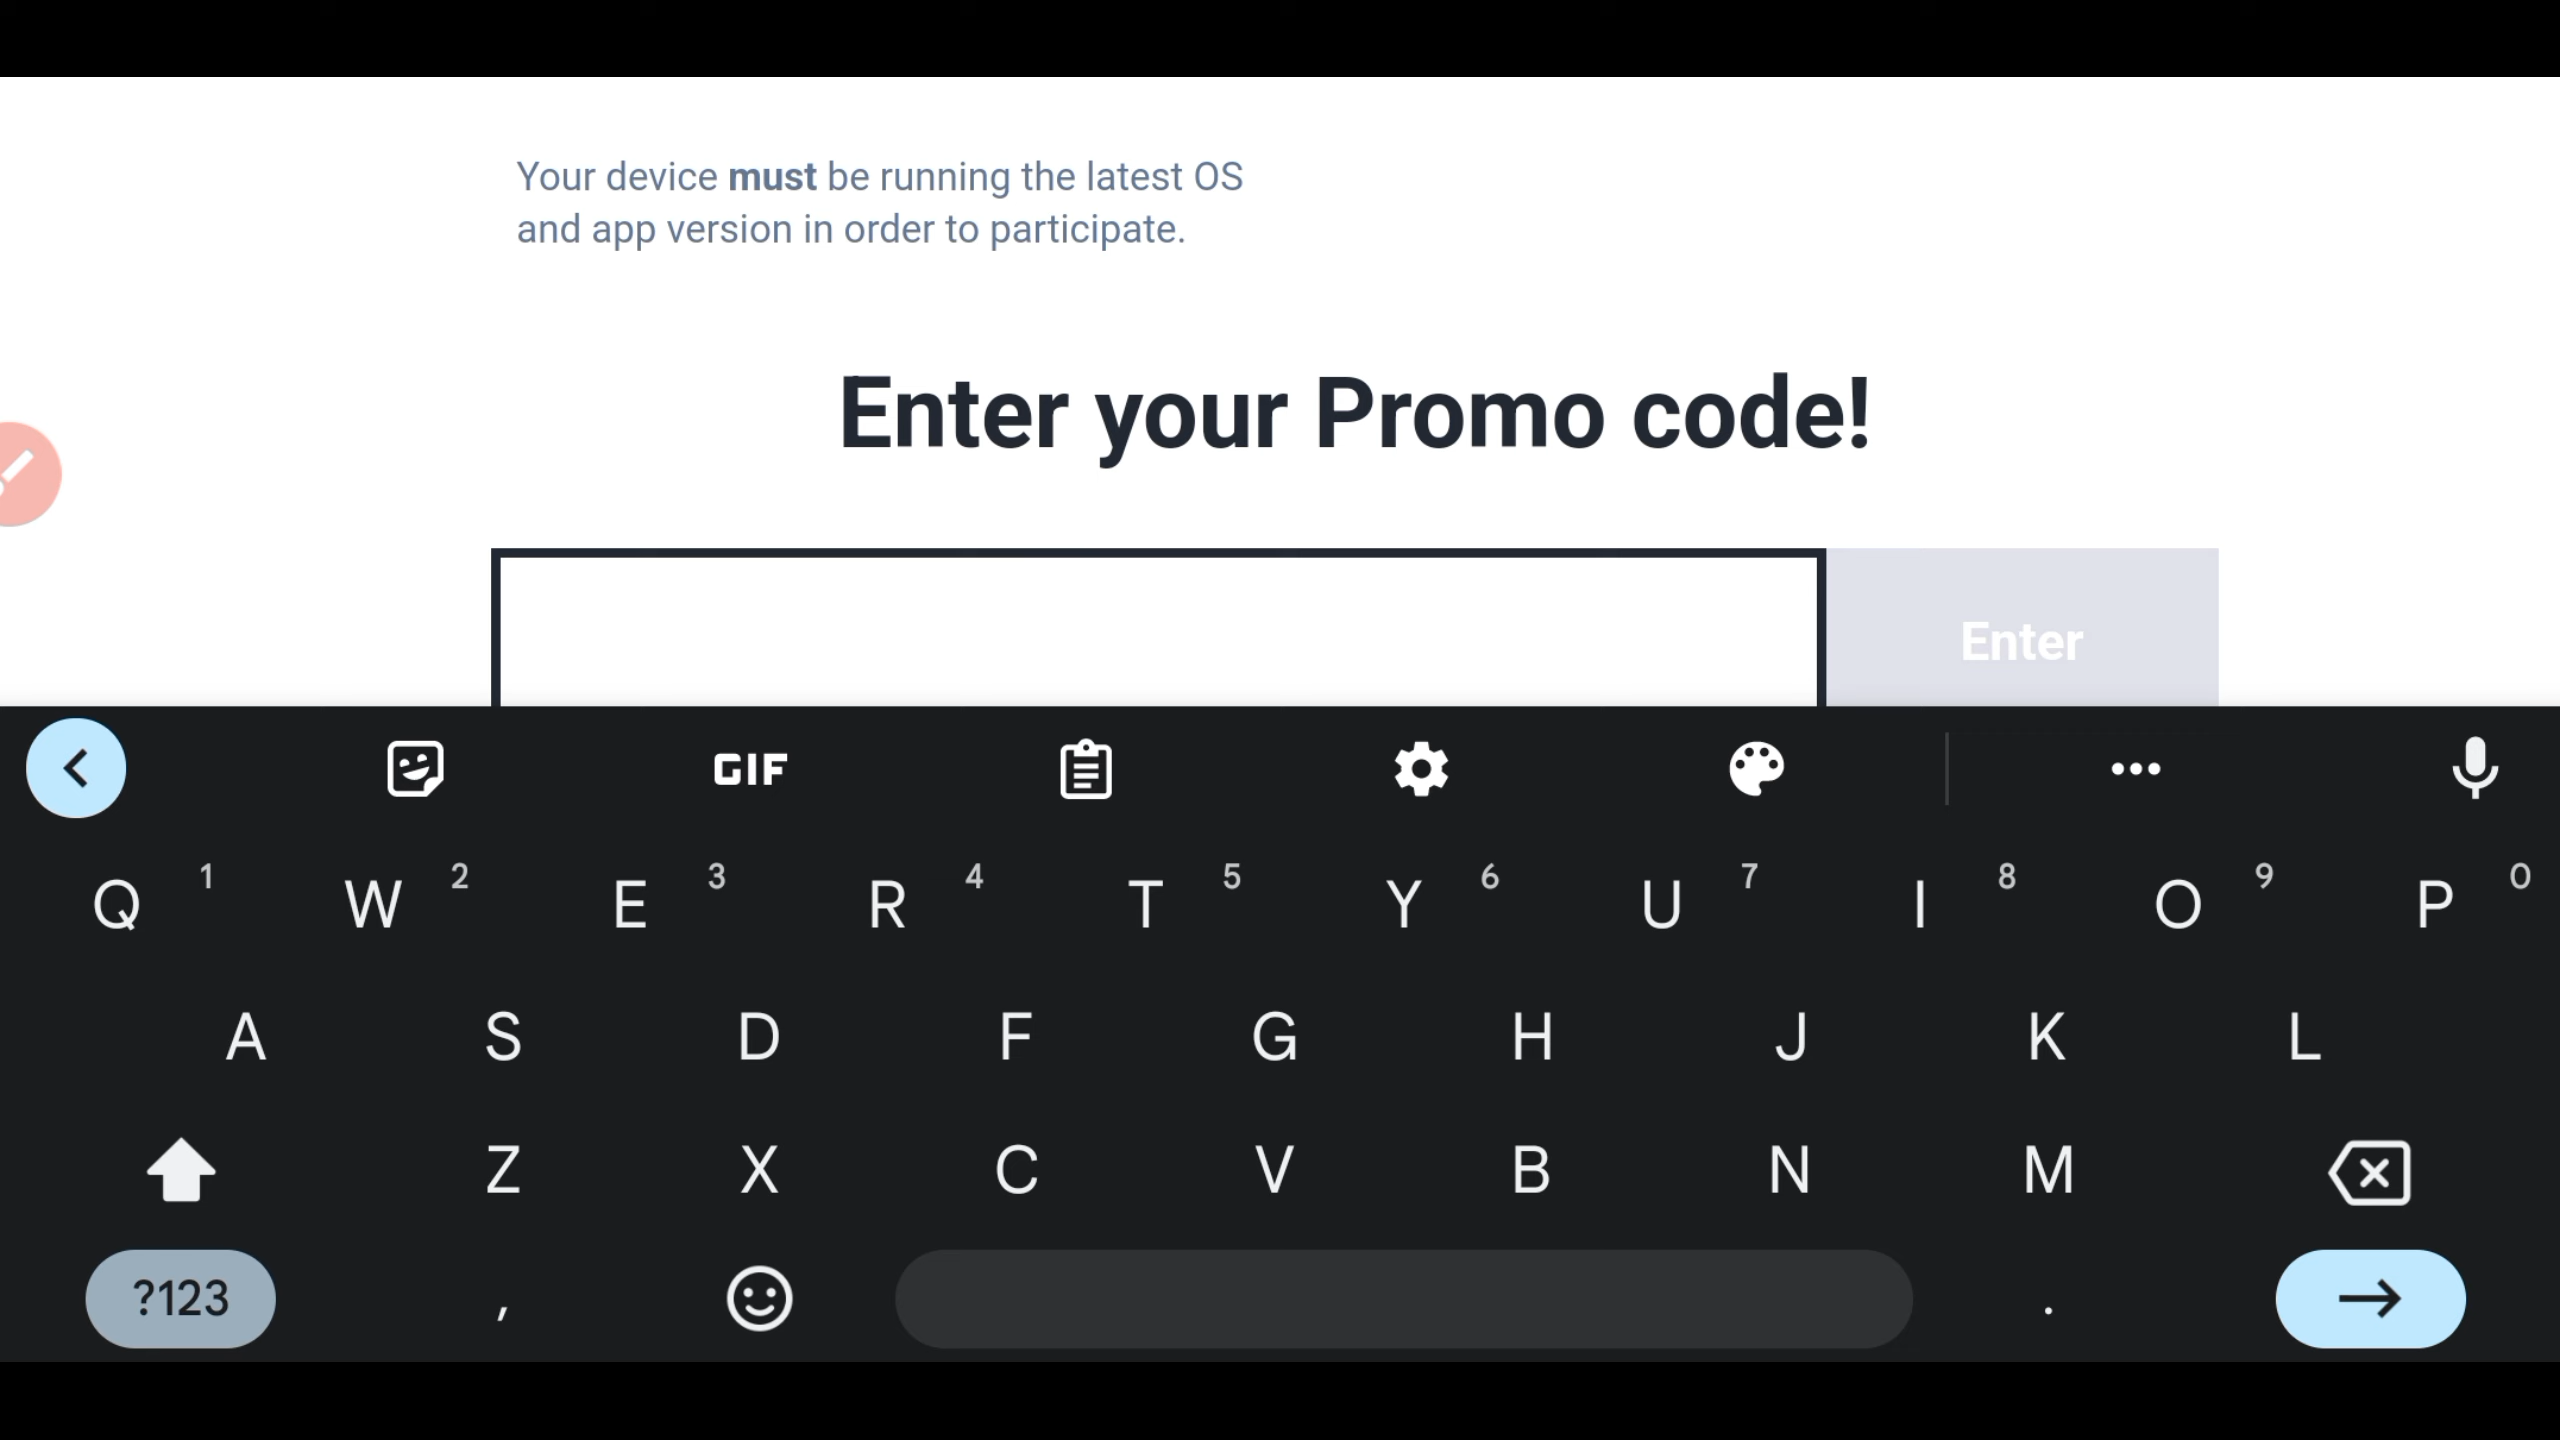 Your device must be running the latest OS
and app version in order to participate.
Enter your Promo code!
Enter
GIF
Q 1 W 2 E 3 R 4 T 5 Y 6 U 7 I 8 O 9 P 0
A S D F G H J K L
Z X C V B N M
?123 , .